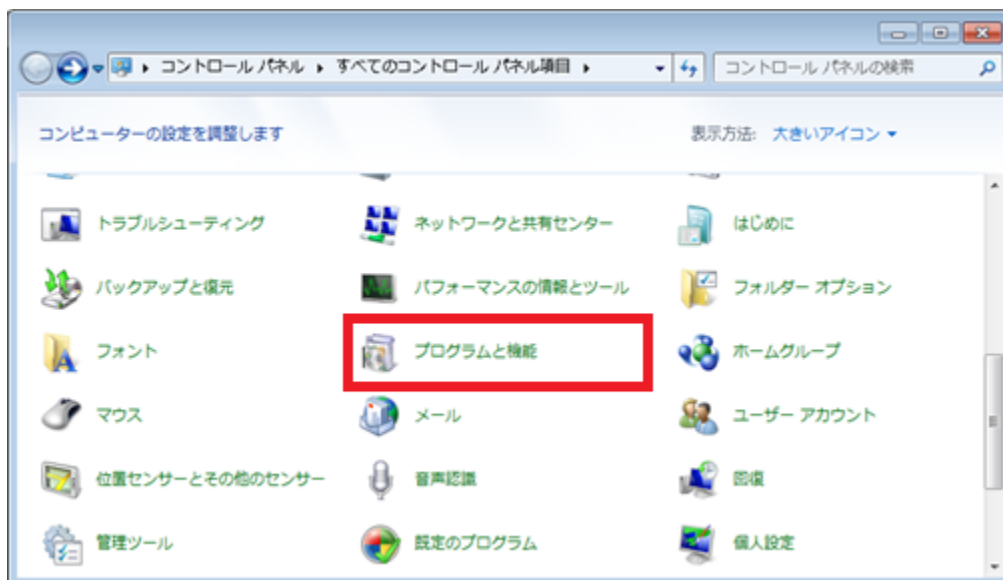 コントロール パネル ▸ すべてのコントロール パネル項目 ▸ コントロール パネルの検索
コンピューターの設定を調整します 表示方法: 大きいアイコン
トラブルシューティング ネットワークと共有センター はじめに
バックアップと復元 パフォーマンスの情報とツール フォルダー オプション
フォント プログラムと機能 ホームグループ
マウス メール ユーザー アカウント
位置センサーとその他のセンサー 音声認識 回復
管理ツール 既定のプログラム 個人設定